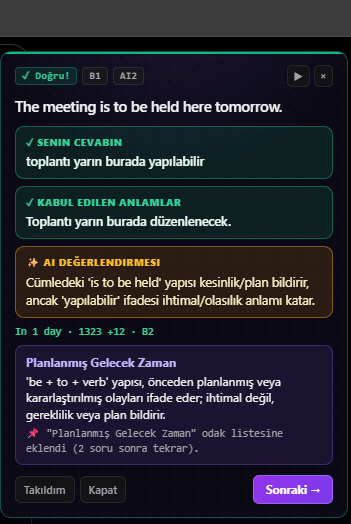 ✓ Doğru! B1 AI2 ▶ ×
The meeting is to be held here tomorrow.
✓ SENIN CEVABIN
toplantı yarın burada yapılabilir
✓ KABUL EDILEN ANLAMLAR
Toplantı yarın burada düzenlenecek.
✨ AI DEĞERLENDIRMESI
Cümledeki 'is to be held' yapısı kesinlik/plan bildirir,
ancak 'yapılabilir' ifadesi ihtimal/olasılık anlamı katar.
In 1 day · 1323 +12 · B2
Planlanmış Gelecek Zaman
'be + to + verb' yapısı, önceden planlanmış veya
kararlaştırılmış olayları ifade eder; ihtimal değil,
gereklilik veya plan bildirir.
📌 "Planlanmış Gelecek Zaman" odak listesine
eklendi (2 soru sonra tekrar).
Takıldım Kapat Sonraki →